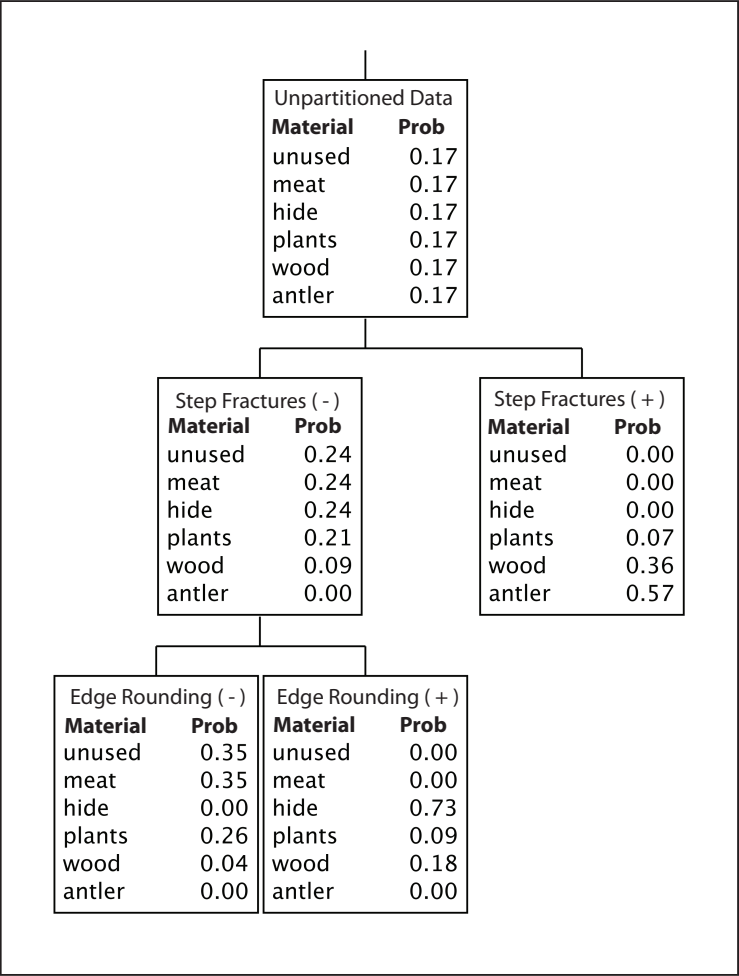 Unpartitioned Data
Material Prob
unused 0.17
meat 0.17
hide 0.17
plants 0.17
wood 0.17
antler 0.17
Step Fractures ( - )
Material Prob
unused 0.24
meat 0.24
hide 0.24
plants 0.21
wood 0.09
antler 0.00
Step Fractures ( + )
Material Prob
unused 0.00
meat 0.00
hide 0.00
plants 0.07
wood 0.36
antler 0.57
Edge Rounding ( - )
Material Prob
unused 0.35
meat 0.35
hide 0.00
plants 0.26
wood 0.04
antler 0.00
Edge Rounding ( + )
Material Prob
unused 0.00
meat 0.00
hide 0.73
plants 0.09
wood 0.18
antler 0.00